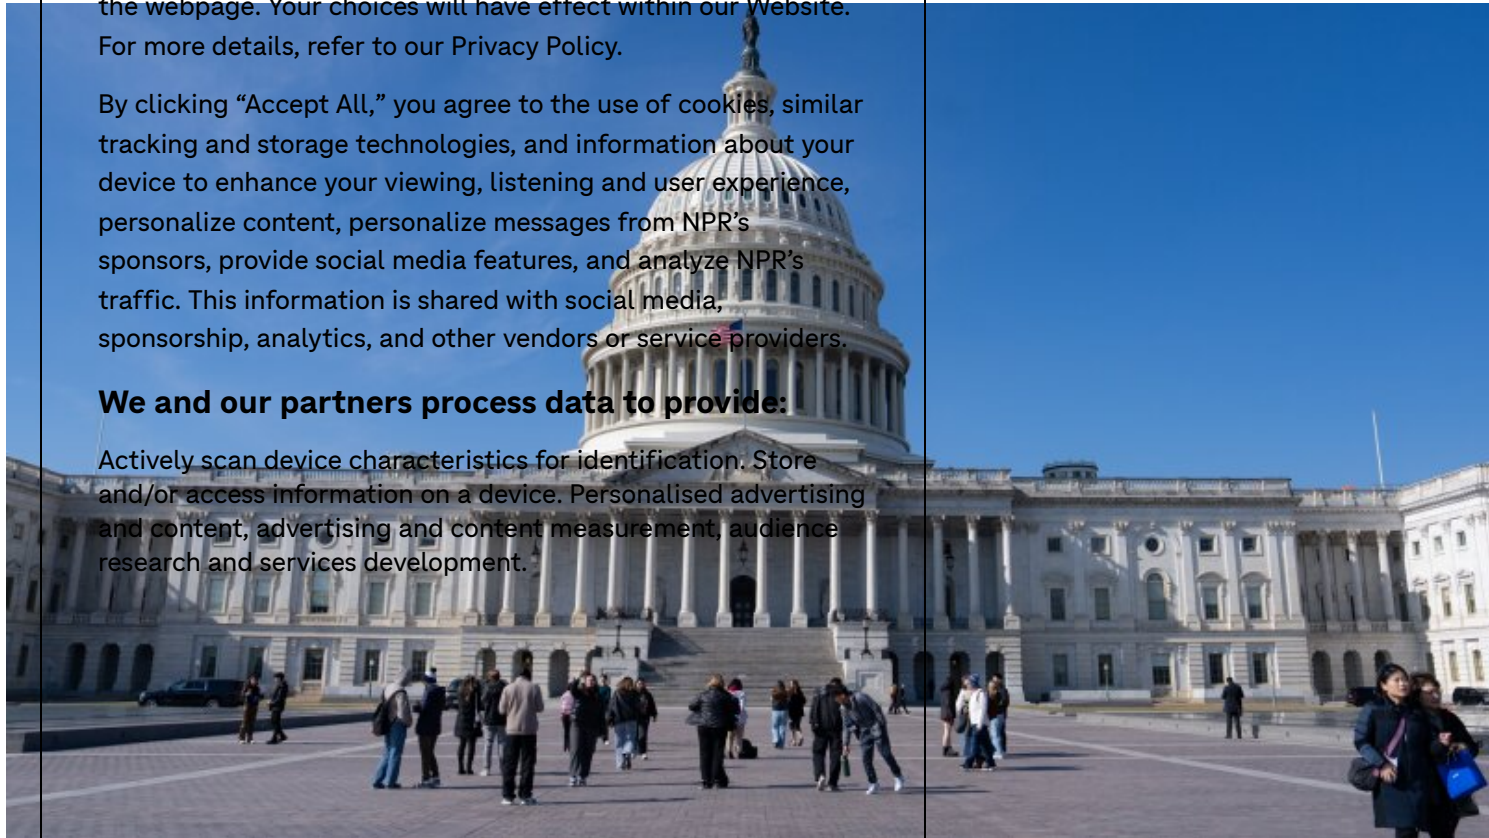 the webpage. Your choices will have effect within our Website.
For more details, refer to our Privacy Policy.
By clicking “Accept All,” you agree to the use of cookies, similar
tracking and storage technologies, and information about your
device to enhance your viewing, listening and user experience,
personalize content, personalize messages from NPR’s
sponsors, provide social media features, and analyze NPR’s
traffic. This information is shared with social media,
sponsorship, analytics, and other vendors or service providers.
We and our partners process data to provide:
Actively scan device characteristics for identification. Store
and/or access information on a device. Personalised advertising
and content, advertising and content measurement, audience
research and services development.